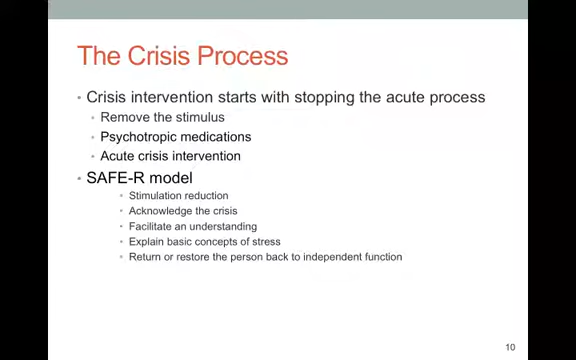 The Crisis Process
• Crisis intervention starts with stopping the acute process
• Remove the stimulus
• Psychotropic medications
• Acute crisis intervention
• SAFE-R model
• Stimulation reduction
• Acknowledge the crisis
• Facilitate an understanding
• Explain basic concepts of stress
• Return or restore the person back to independent function
10